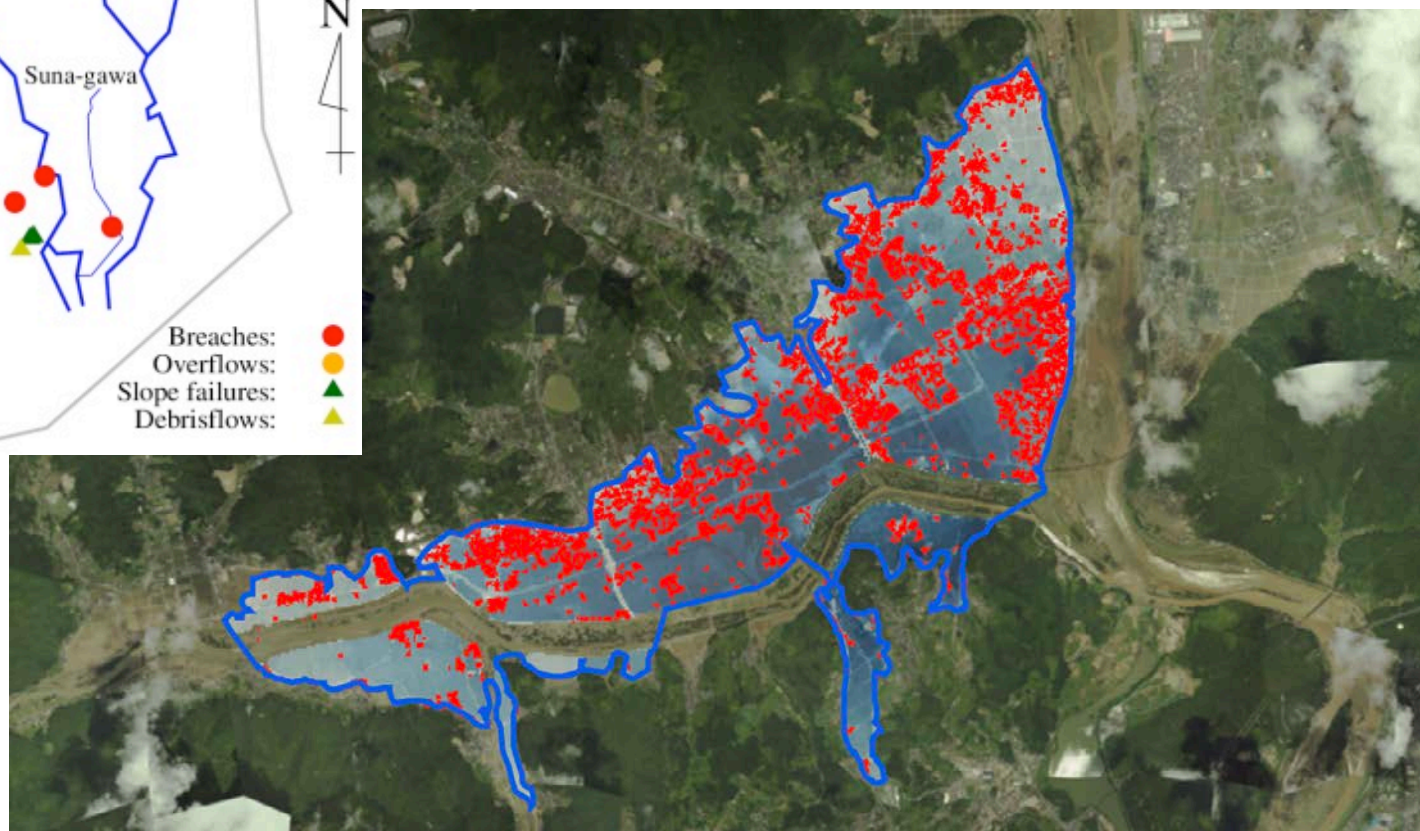 N
Suna-gawa
Breaches:
Overflows:
Slope failures:
Debrisflows: